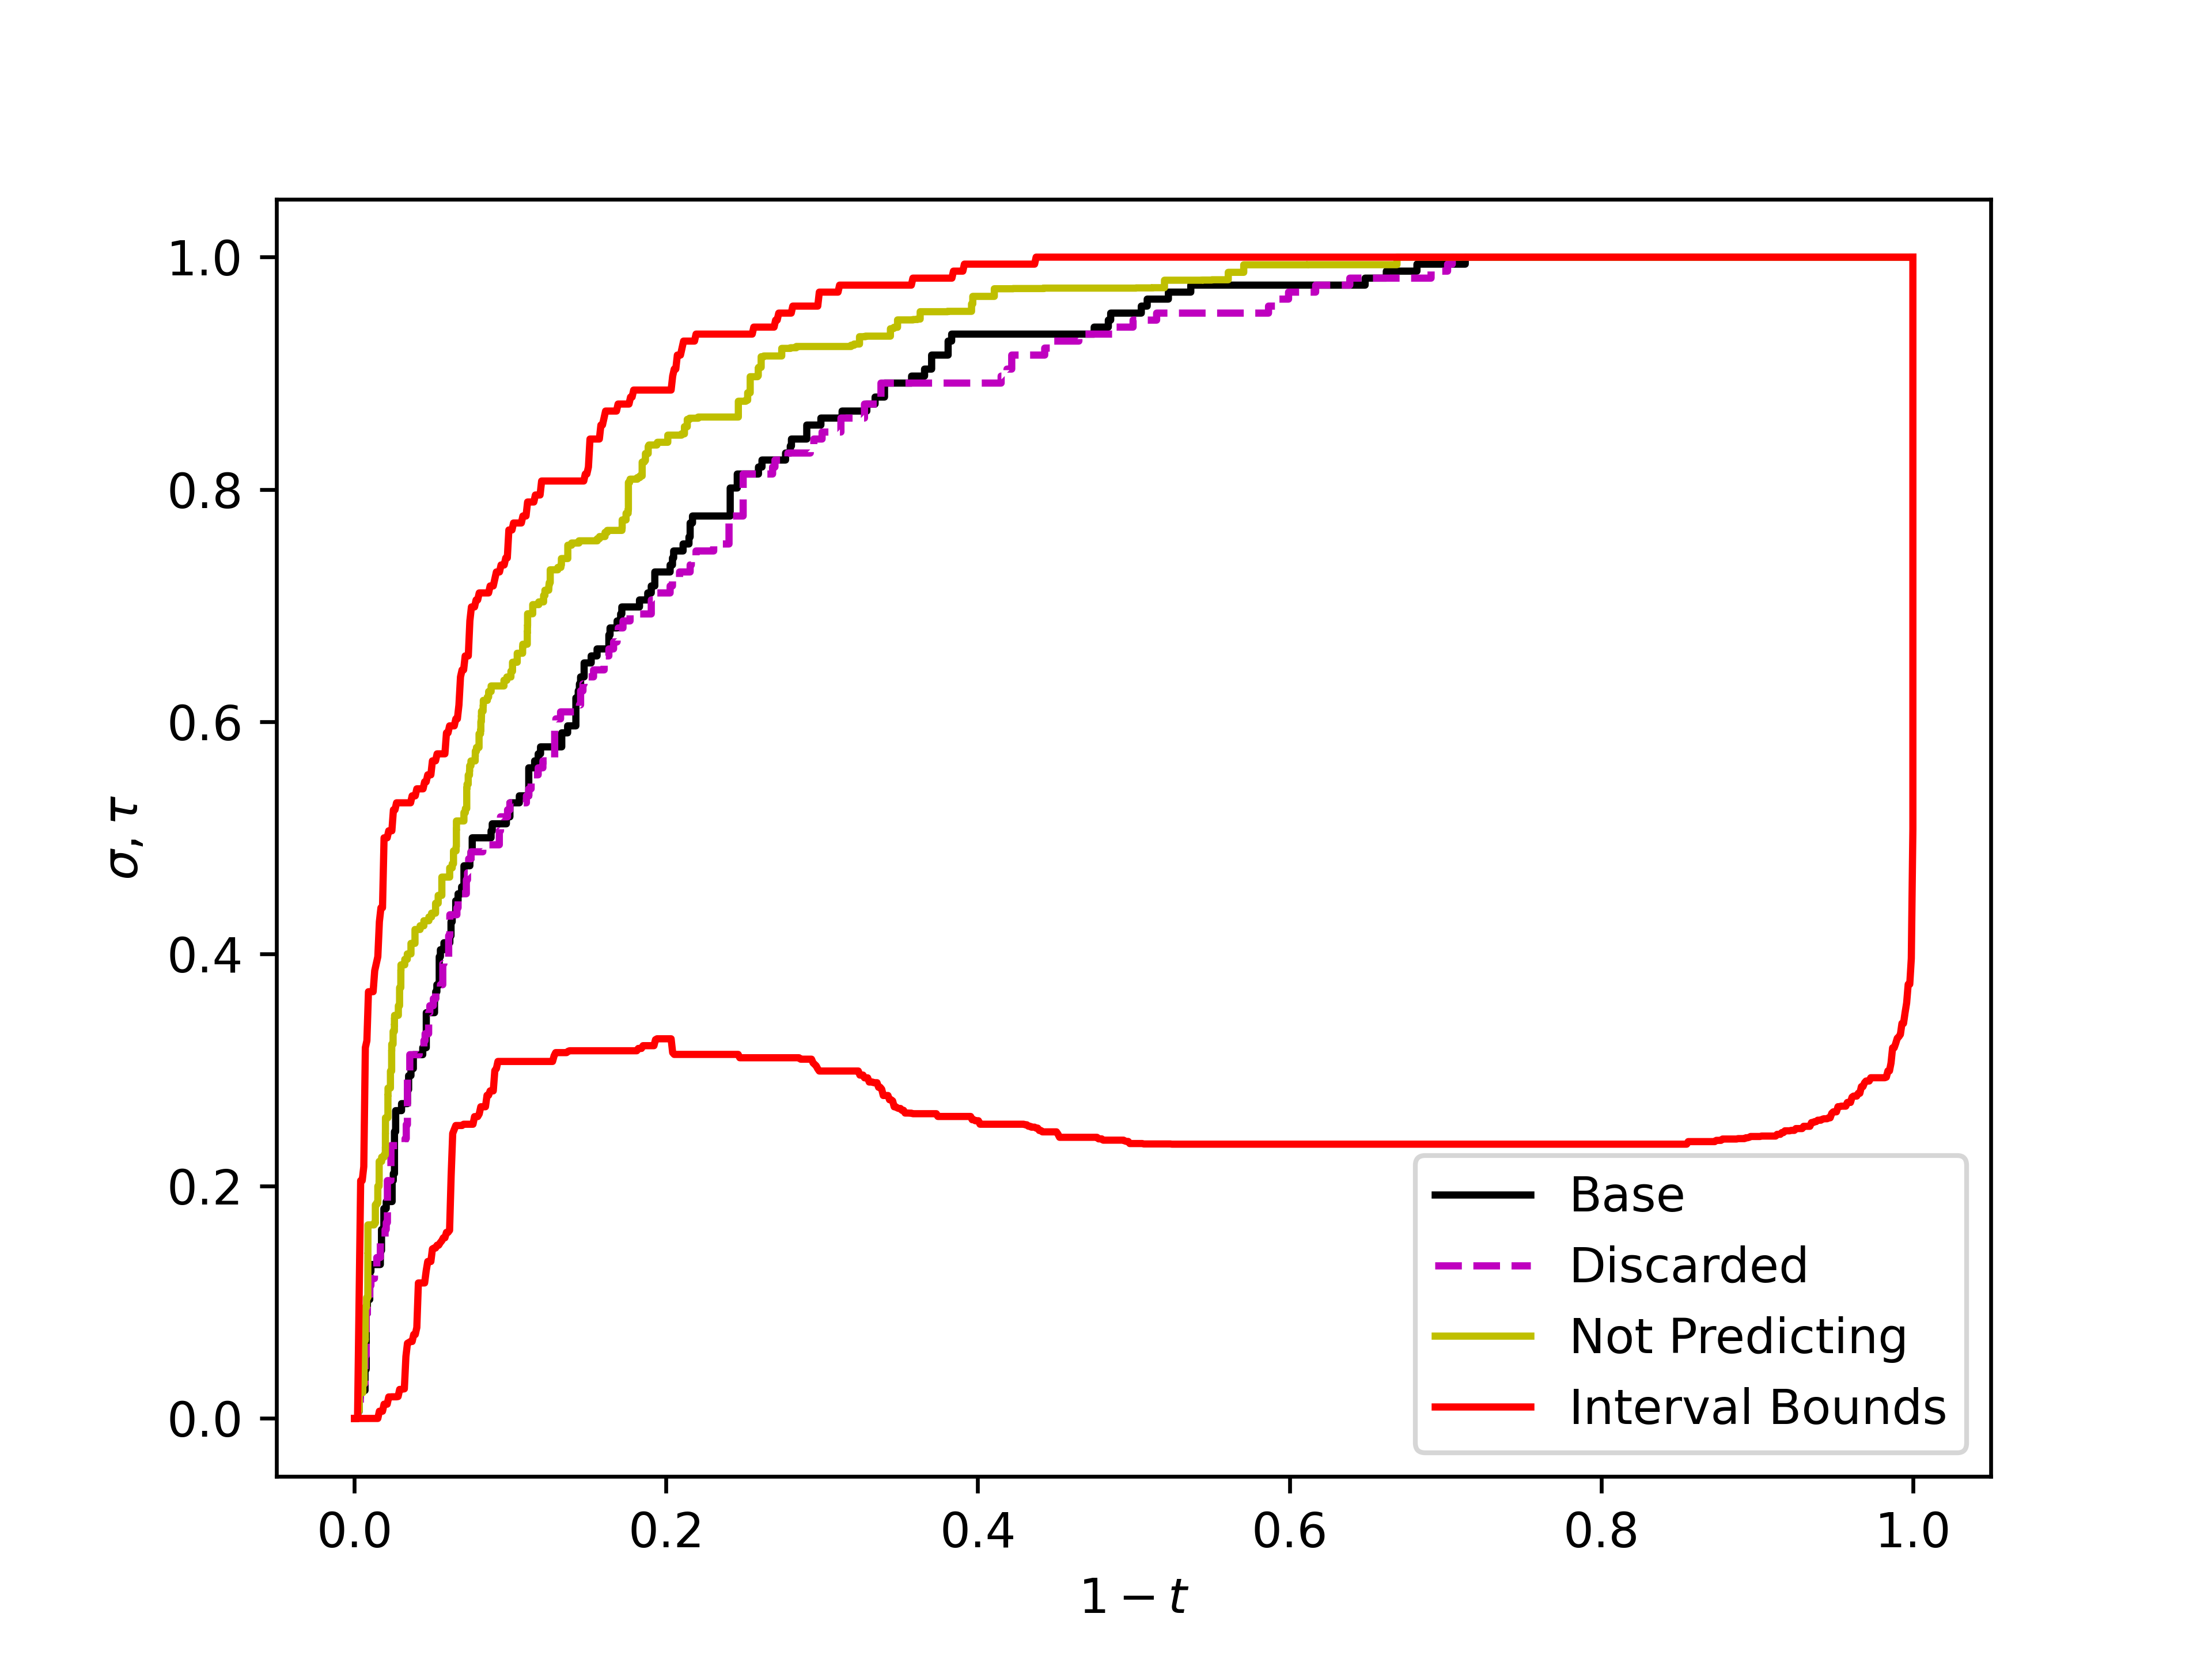 1.0
0.8
0.6
0.4
0.2
0.0
σ, τ
0.0 0.2 0.4 0.6 0.8 1.0
1 − t
Base
Discarded
Not Predicting
Interval Bounds